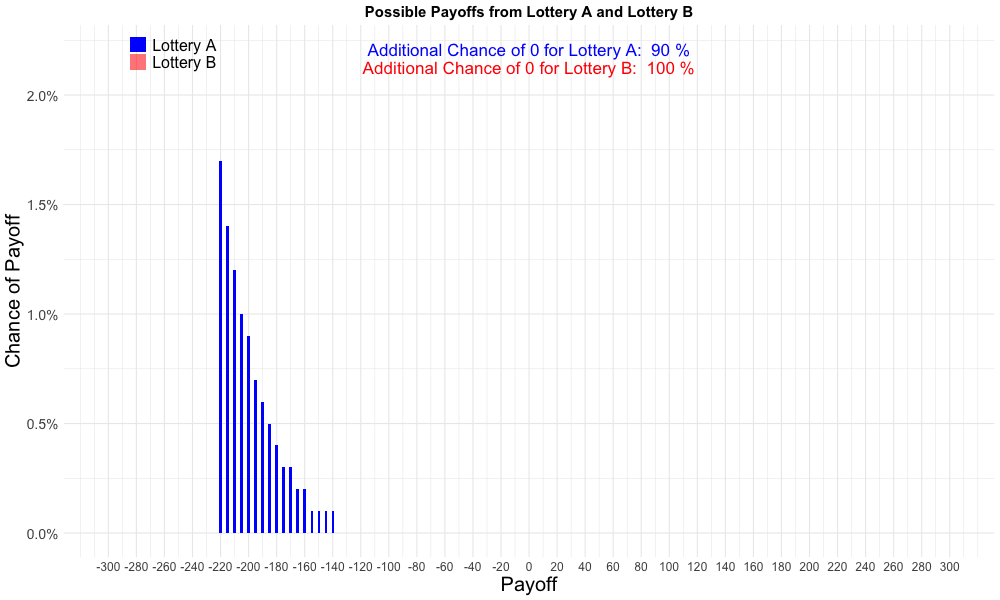 Possible Payoffs from Lottery A and Lottery B
Lottery A
Lottery B
Additional Chance of 0 for Lottery A:  90 %
Additional Chance of 0 for Lottery B:  100 %
Chance of Payoff
2.0%
1.5%
1.0%
0.5%
0.0%
-300 -280 -260 -240 -220 -200 -180 -160 -140 -120 -100 -80 -60 -40 -20 0 20 40 60 80 100 120 140 160 180 200 220 240 260 280 300
Payoff